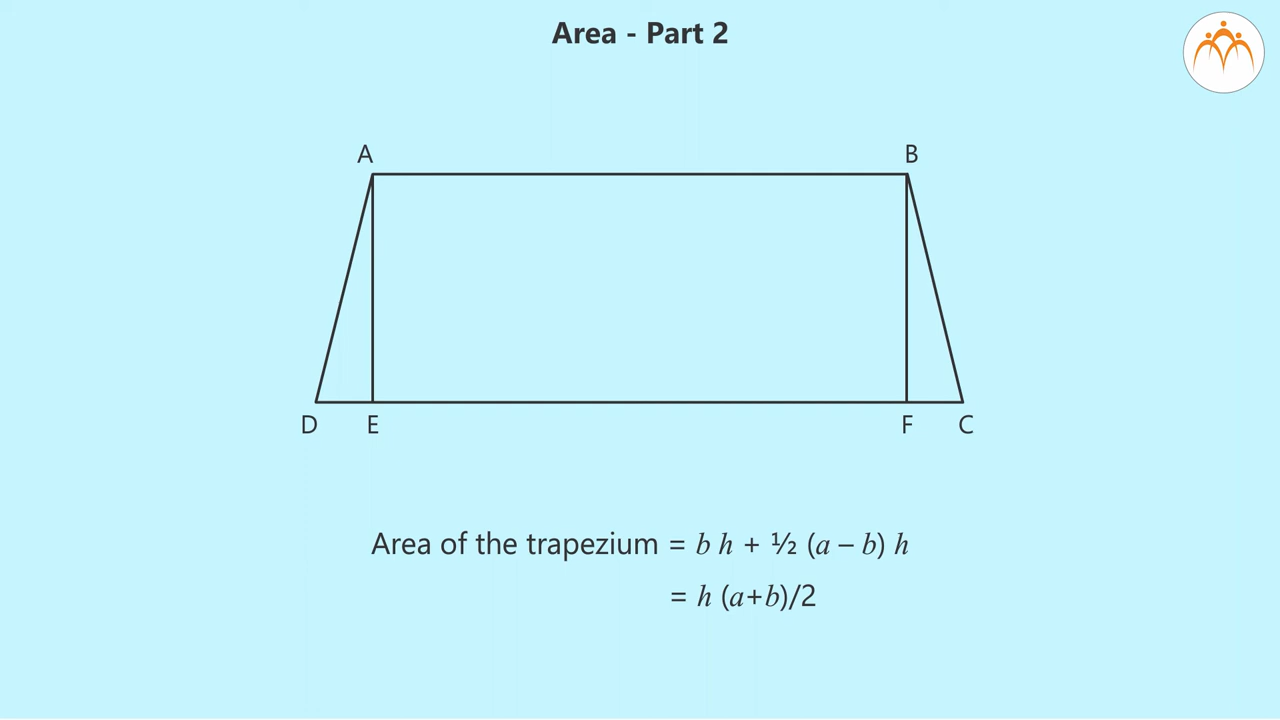 Area - Part 2
A B
D E F C
Area of the trapezium = b h + ½ (a – b) h
= h (a+b)/2